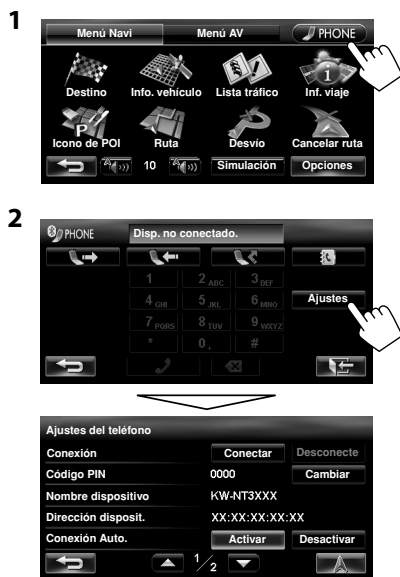 1
Menú Navi Menú AV PHONE
Destino Info. vehículo Lista tráfico Inf. viaje
P
Icono de POI Ruta Desvío Cancelar ruta
10 Simulación Opciones
2
PHONE Disp. no conectado.
1 2 ABC 3 DEF
4 GHI 5 JKL 6 MNO Ajustes
7 PQRS 8 TUV 9 WXYZ
* 0 #
Ajustes del teléfono
Conexión Conectar Desconecte
Código PIN 0000 Cambiar
Nombre dispositivo KW-NT3XXX
Dirección disposit. XX:XX:XX:XX:XX
Conexión Auto. Activar Desactivar
1/2